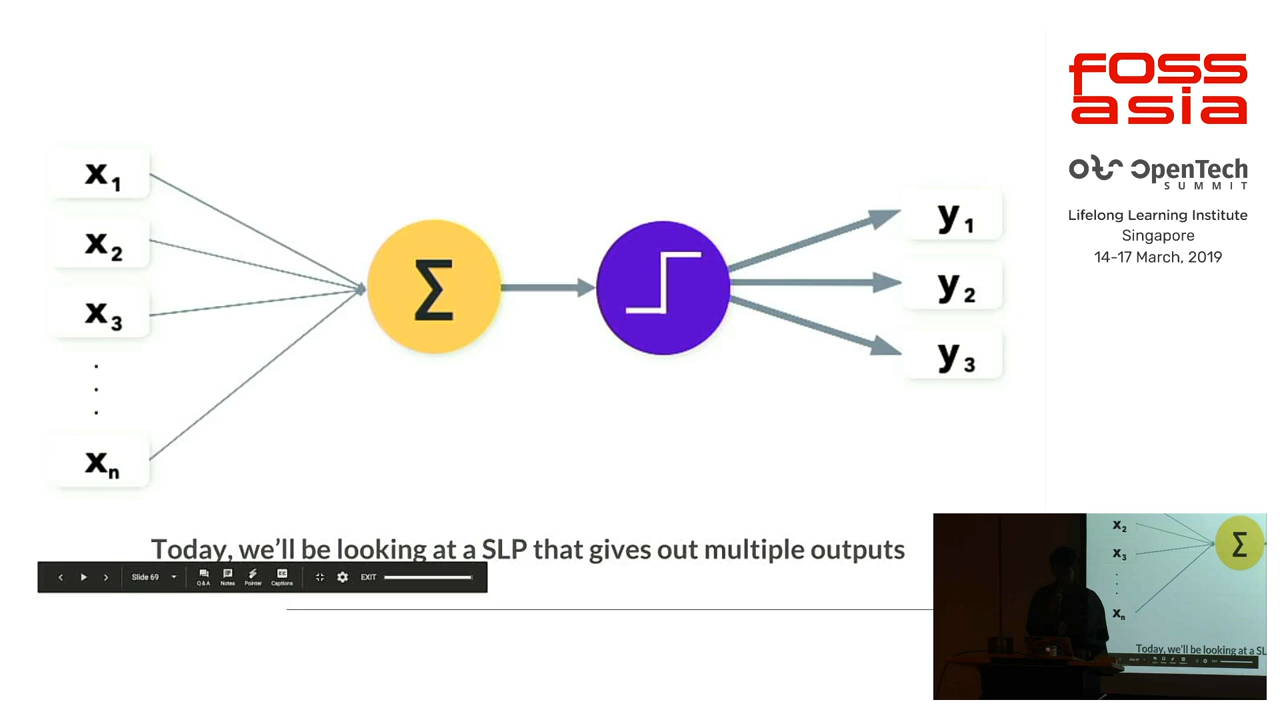 x1
x2
x3
.
.
.
xn
Σ
y1
y2
y3
Today, we'll be looking at a SLP that gives out multiple outputs
Slide 69
Q & A
Notes
Pointer
Captions
EXIT
fOSS
asia
OpenTech
SUMMIT
Lifelong Learning Institute
Singapore
14-17 March, 2019
x2
x3
.
.
.
xn
Σ
Today, we'll be looking at a SL